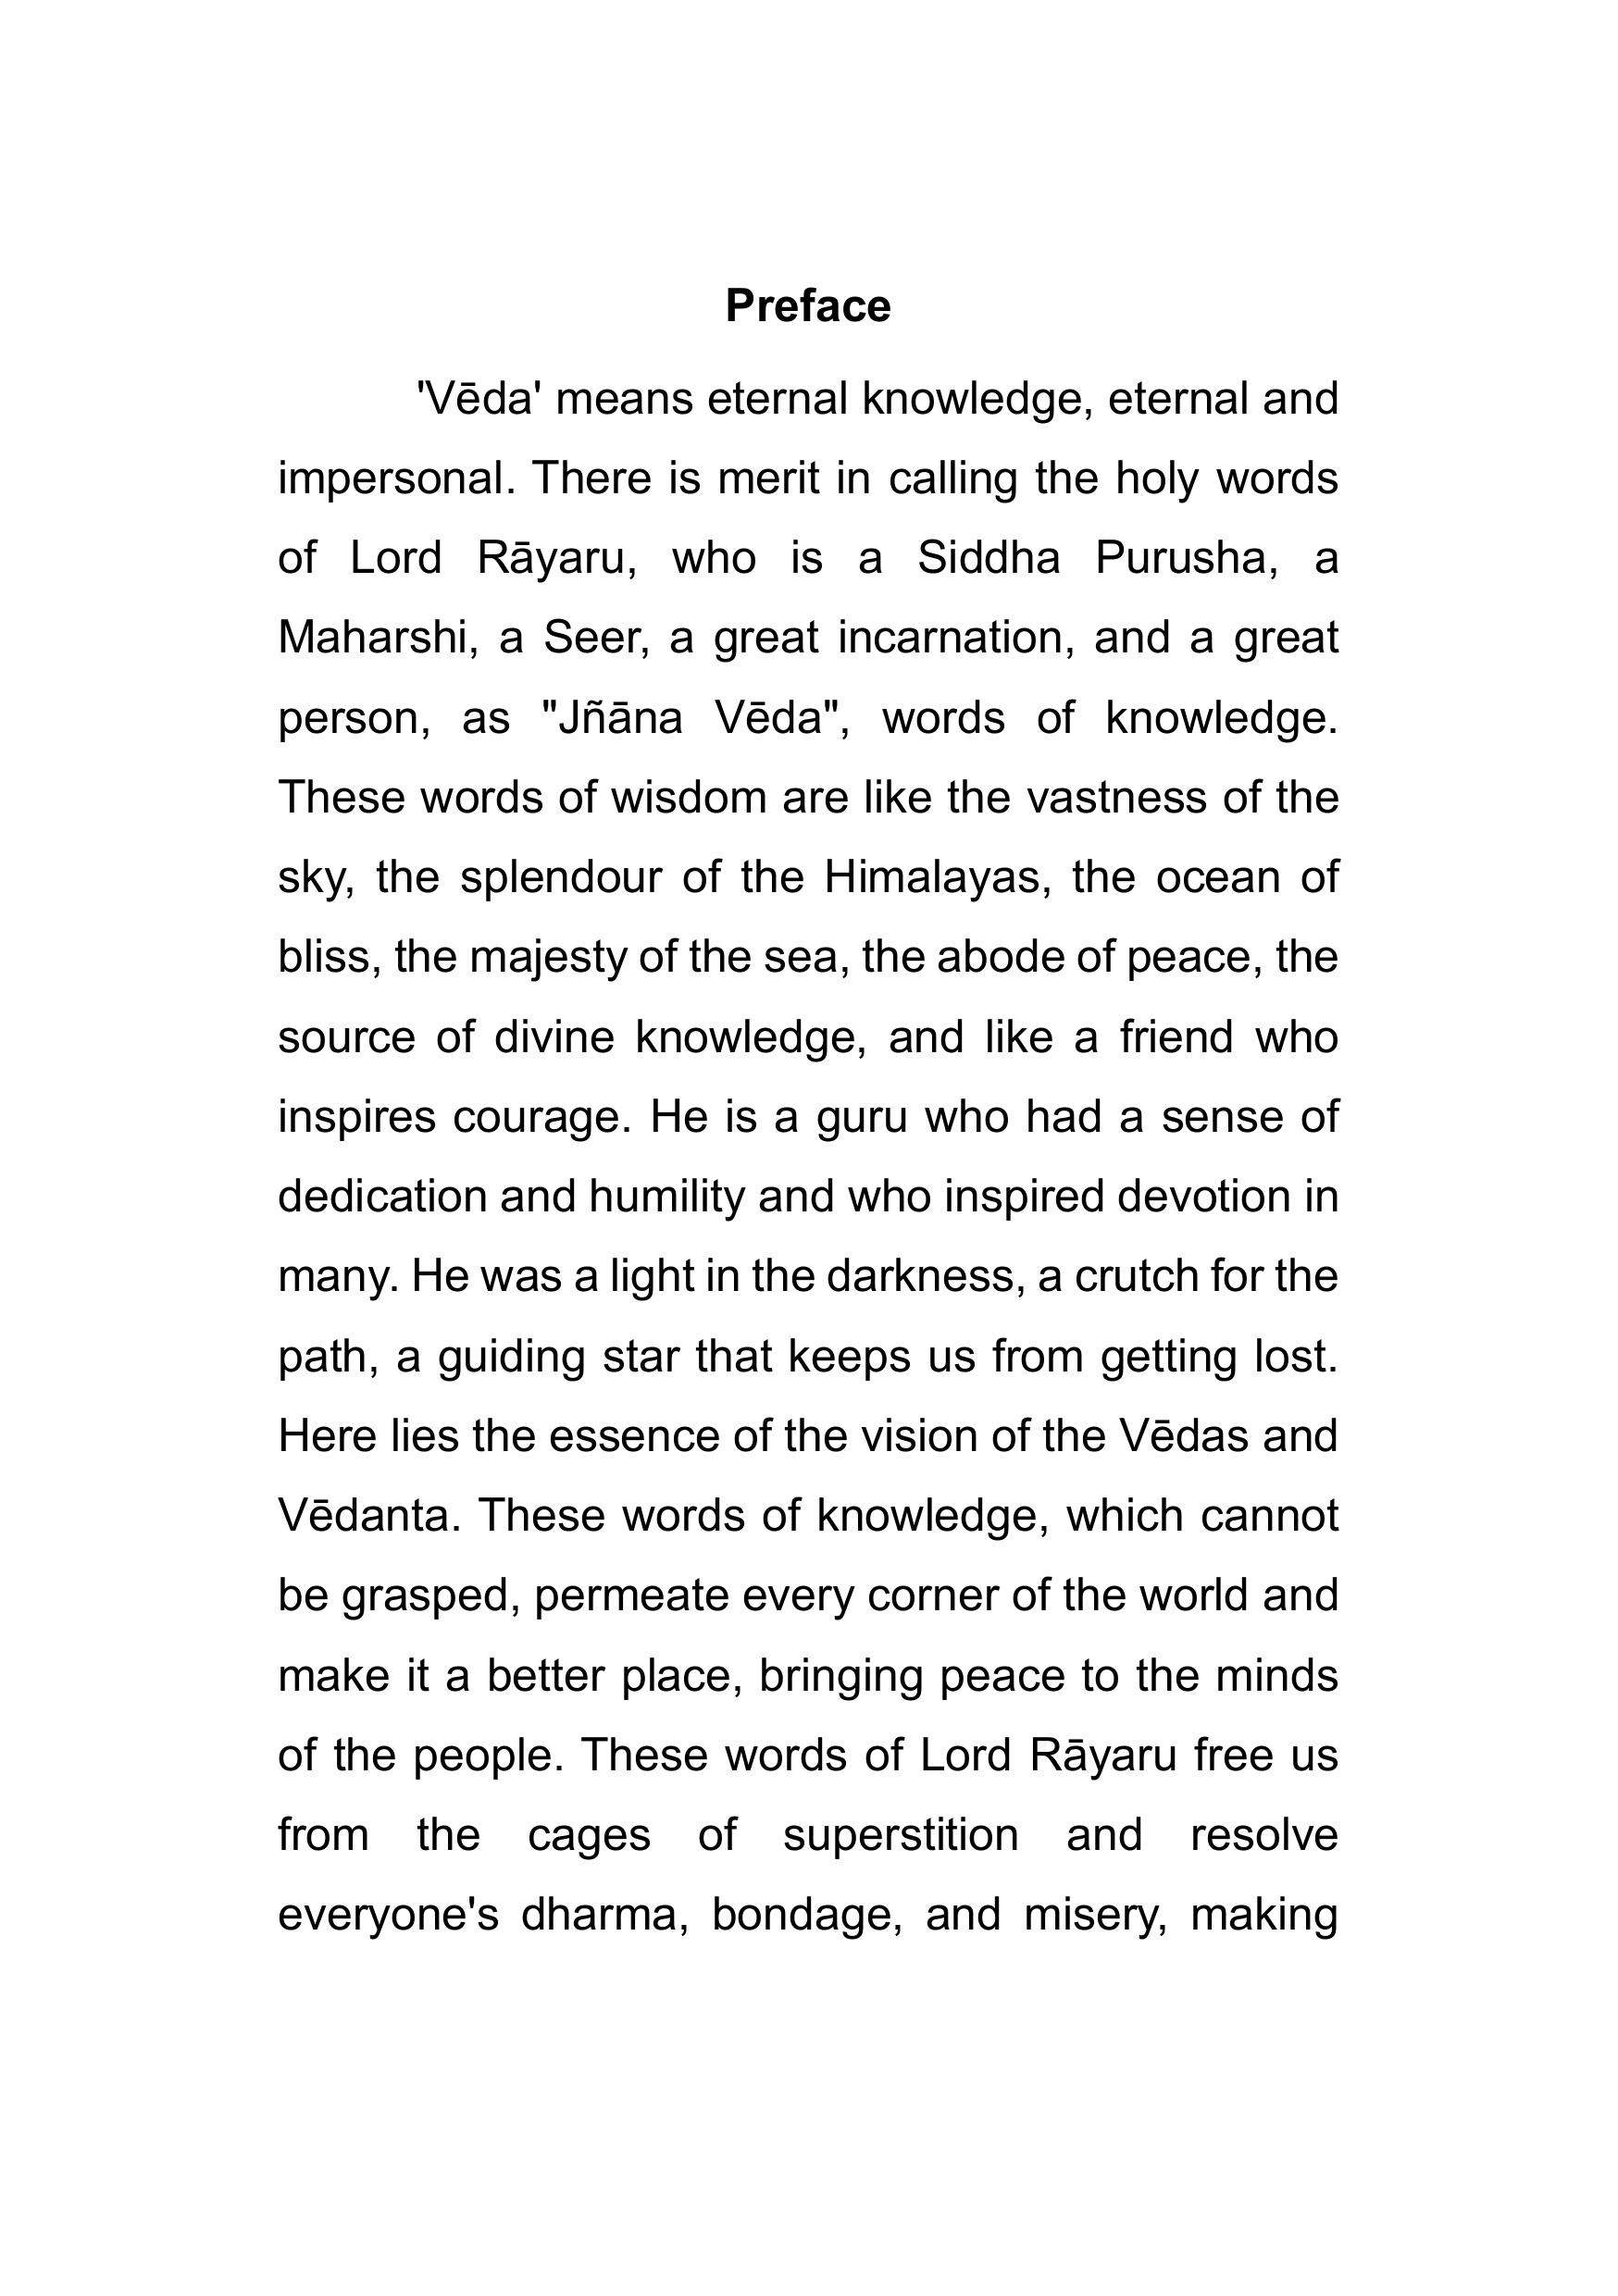 Preface
'Vēda' means eternal knowledge, eternal and
impersonal. There is merit in calling the holy words
of Lord Rāyaru, who is a Siddha Purusha, a
Maharshi, a Seer, a great incarnation, and a great
person, as "Jñāna Vēda", words of knowledge.
These words of wisdom are like the vastness of the
sky, the splendour of the Himalayas, the ocean of
bliss, the majesty of the sea, the abode of peace, the
source of divine knowledge, and like a friend who
inspires courage. He is a guru who had a sense of
dedication and humility and who inspired devotion in
many. He was a light in the darkness, a crutch for the
path, a guiding star that keeps us from getting lost.
Here lies the essence of the vision of the Vēdas and
Vēdanta. These words of knowledge, which cannot
be grasped, permeate every corner of the world and
make it a better place, bringing peace to the minds
of the people. These words of Lord Rāyaru free us
from the cages of superstition and resolve
everyone's dharma, bondage, and misery, making